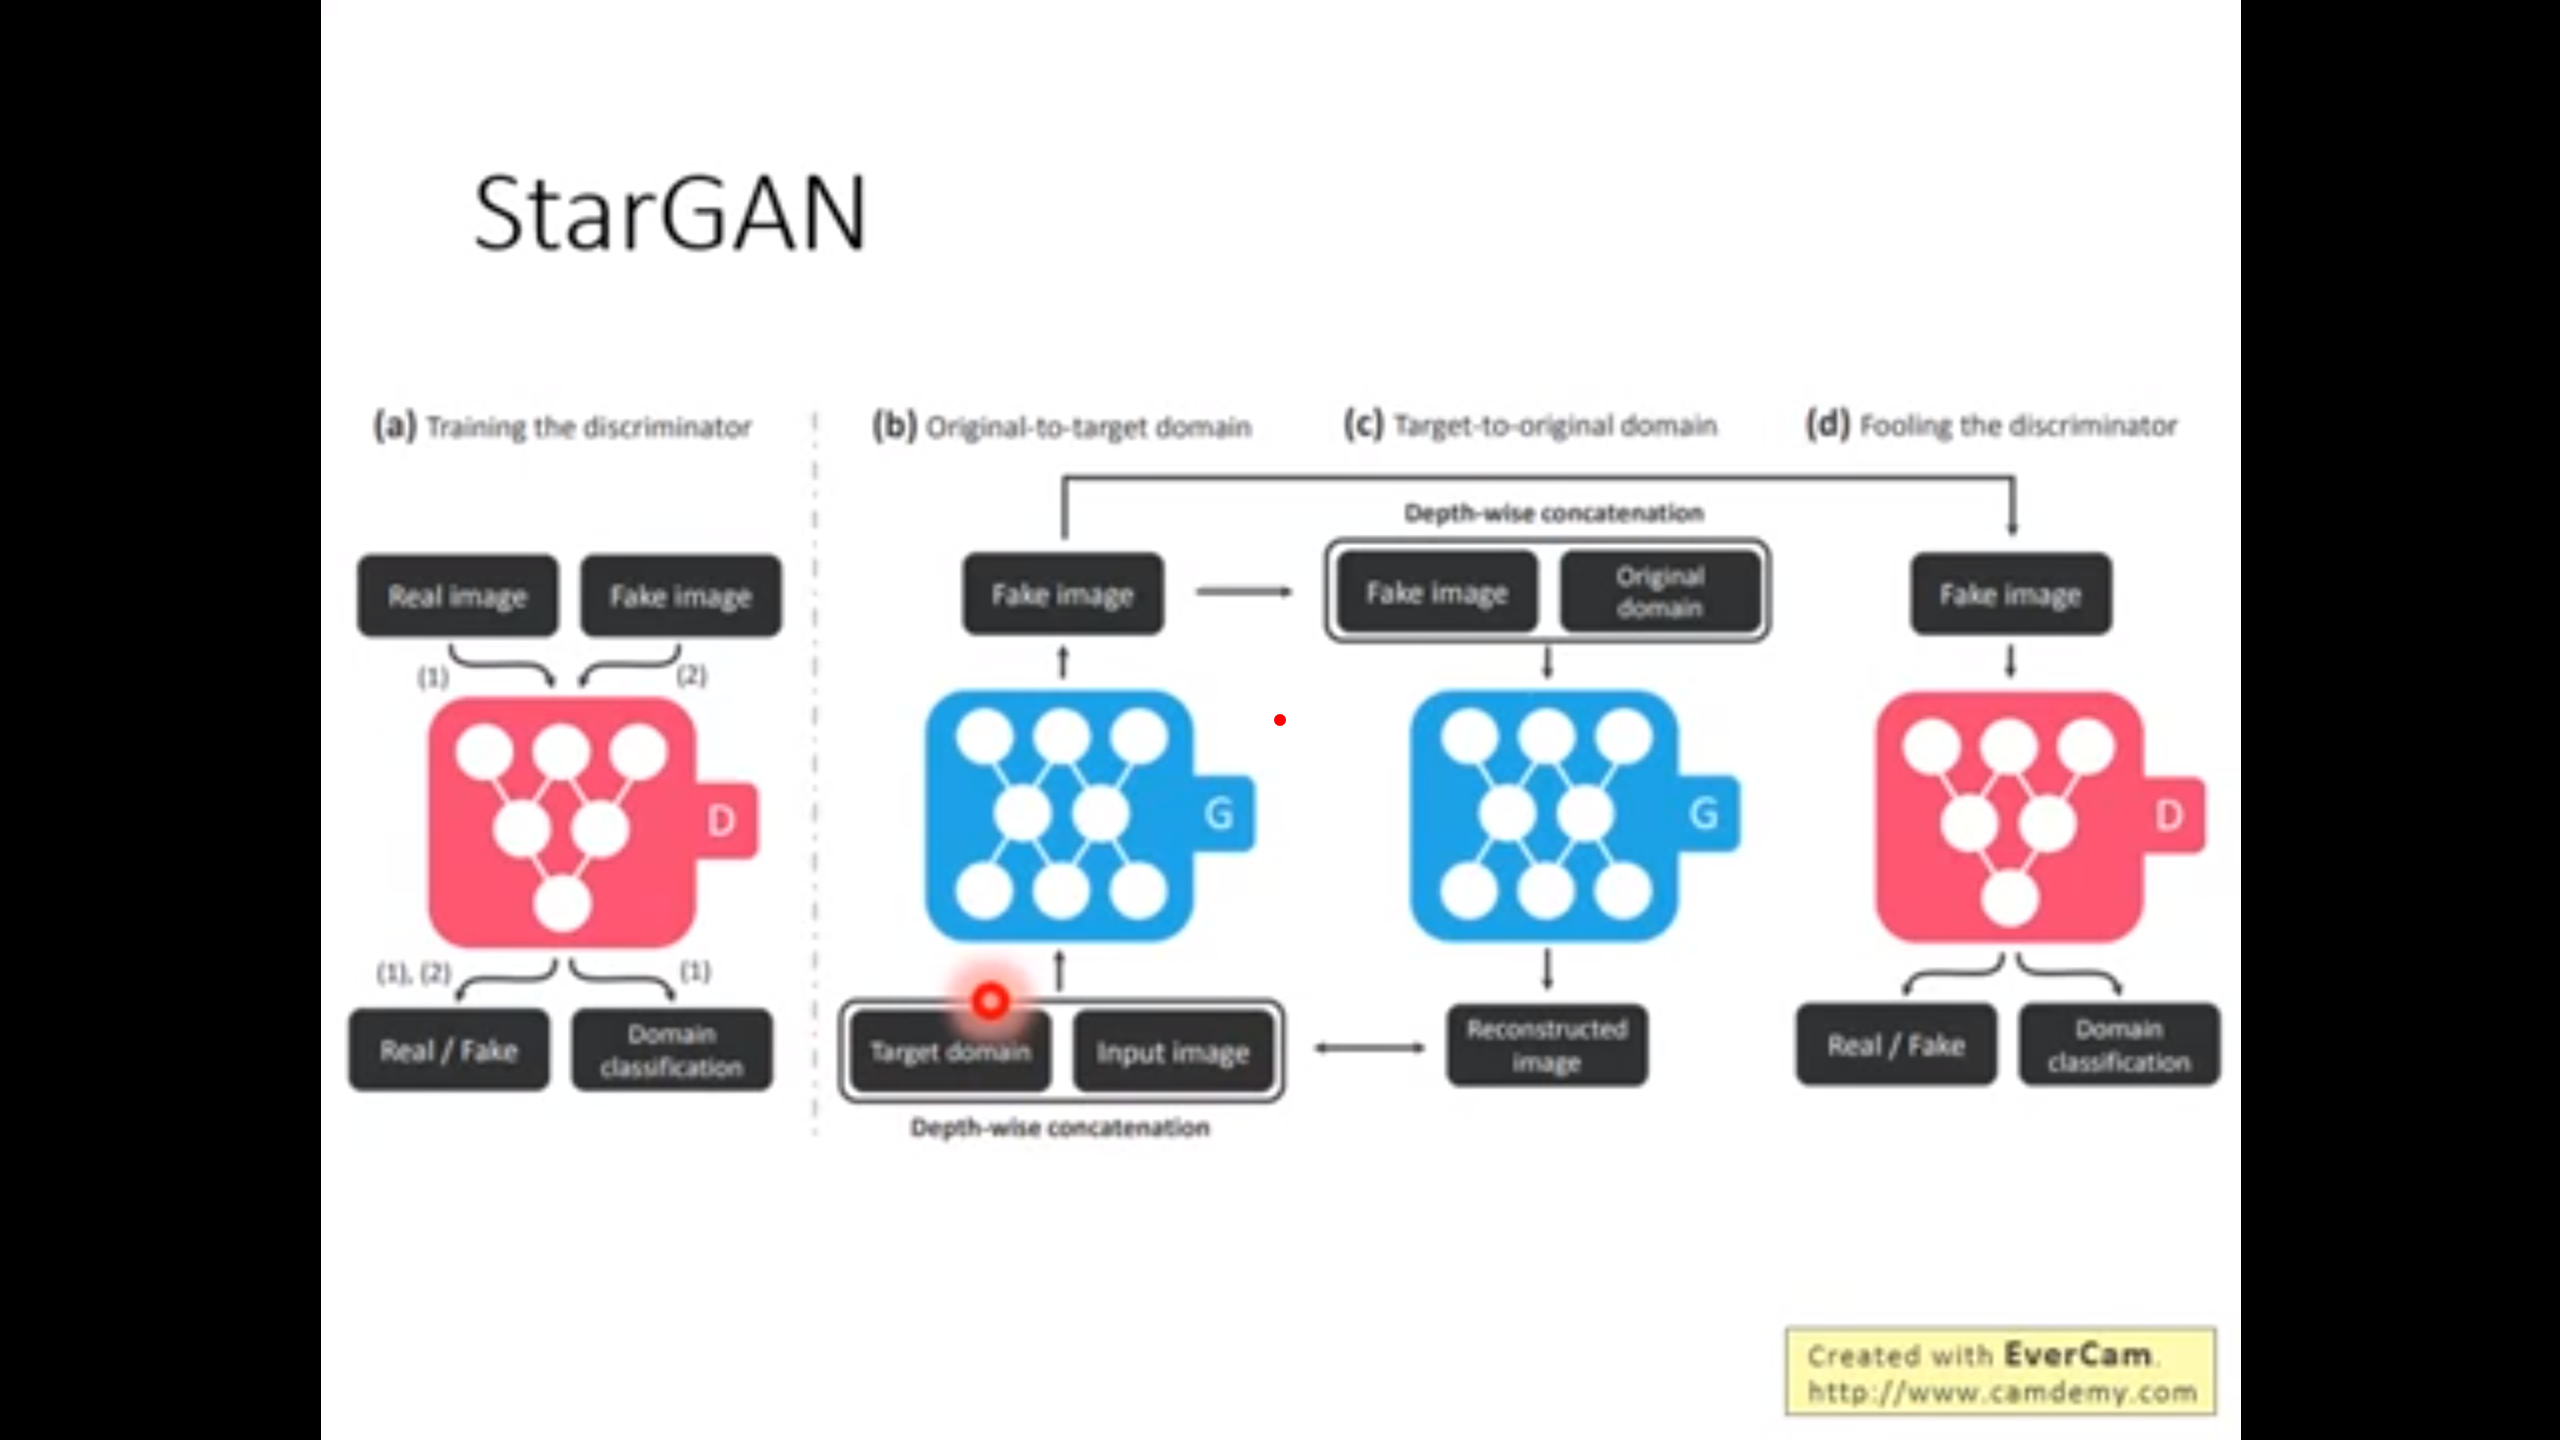 StarGAN
(a) Training the discriminator
(b) Original-to-target domain
(c) Target-to-original domain
(d) Fooling the discriminator
Real image
Fake image
(1)
(2)
D
(1), (2)
(1)
Real / Fake
Domain
classification
Fake image
G
Target domain
Input image
Depth-wise concatenation
Depth-wise concatenation
Fake image
Original
domain
G
Reconstructed
image
Fake image
D
Real / Fake
Domain
classification
Created with EverCam.
http://www.camdemy.com